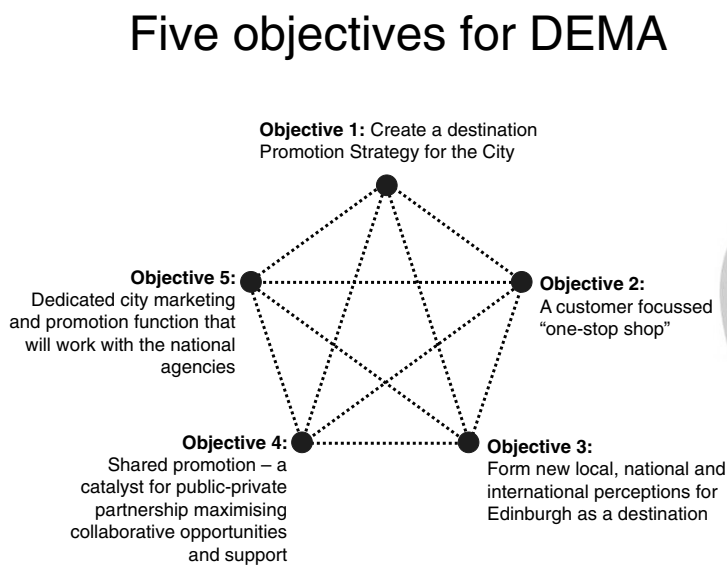 Five objectives for DEMA
Objective 1: Create a destination
Promotion Strategy for the City
Objective 2:
A customer focussed
“one-stop shop”
Objective 3:
Form new local, national and
international perceptions for
Edinburgh as a destination
Objective 4:
Shared promotion – a
catalyst for public-private
partnership maximising
collaborative opportunities
and support
Objective 5:
Dedicated city marketing
and promotion function that
will work with the national
agencies